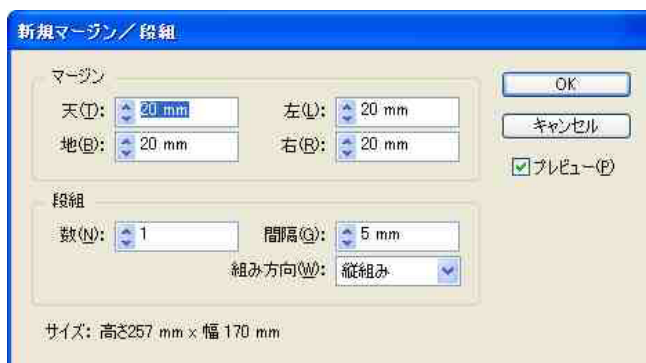 新規マージン／段組
マージン
天(T): 20 mm 左(L): 20 mm
地(B): 20 mm 右(R): 20 mm
OK
キャンセル
プレビュー(P)
段組
数(N): 1 間隔(G): 5 mm
組み方向(W): 縦組み
サイズ: 高さ257 mm × 幅 170 mm